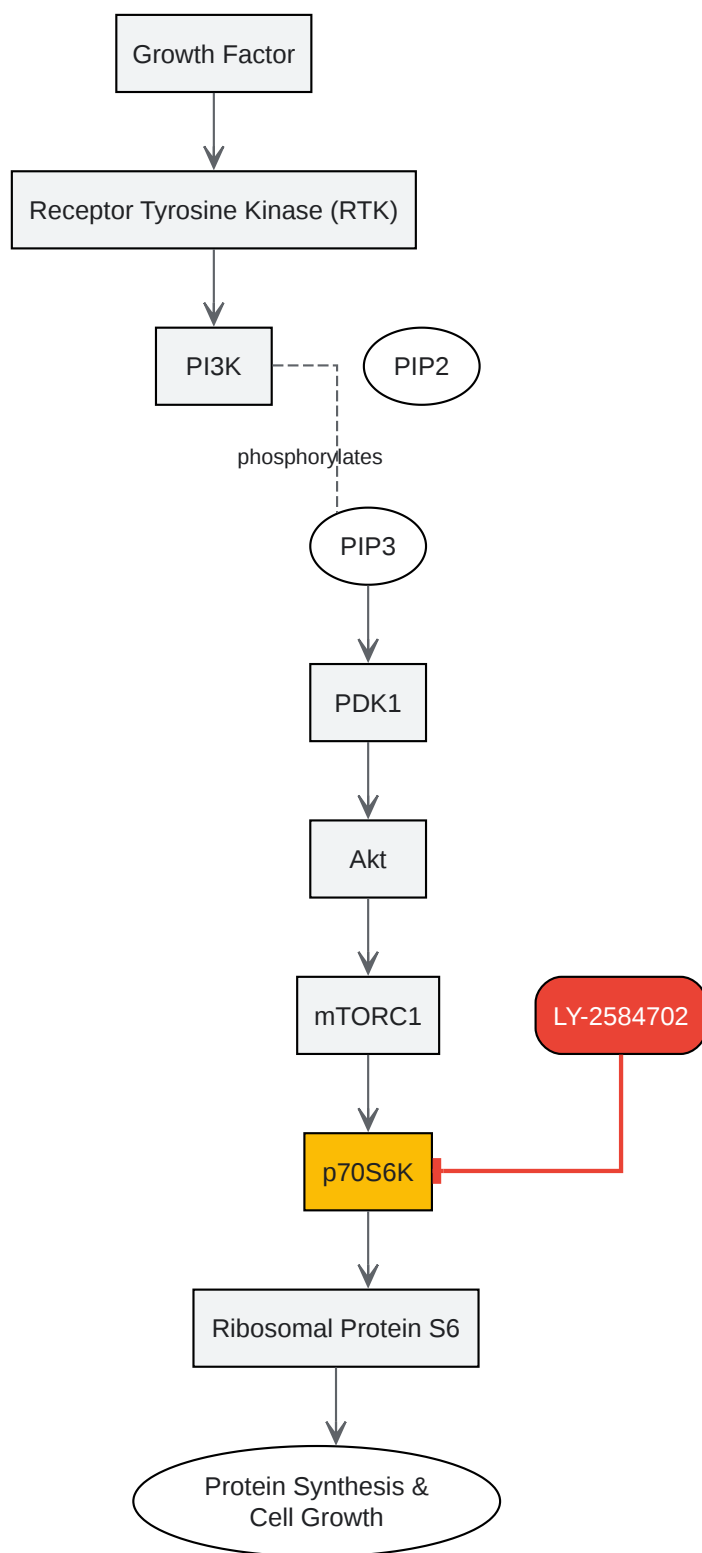 Growth Factor
Receptor Tyrosine Kinase (RTK)
PI3K
PIP2
phosphorylates
PIP3
PDK1
Akt
mTORC1
LY-2584702
p70S6K
Ribosomal Protein S6
Protein Synthesis &
Cell Growth